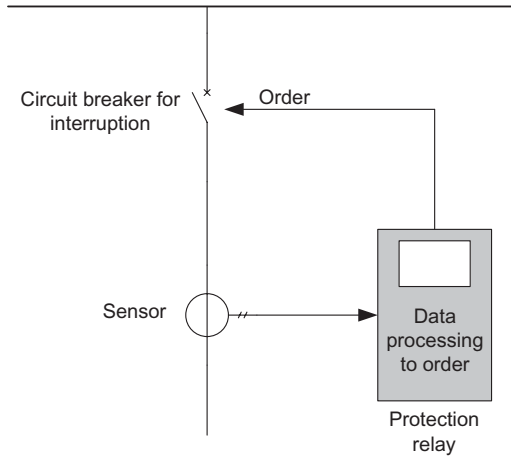 Circuit breaker for
interruption
Order
Sensor
Data
processing
to order
Protection
relay